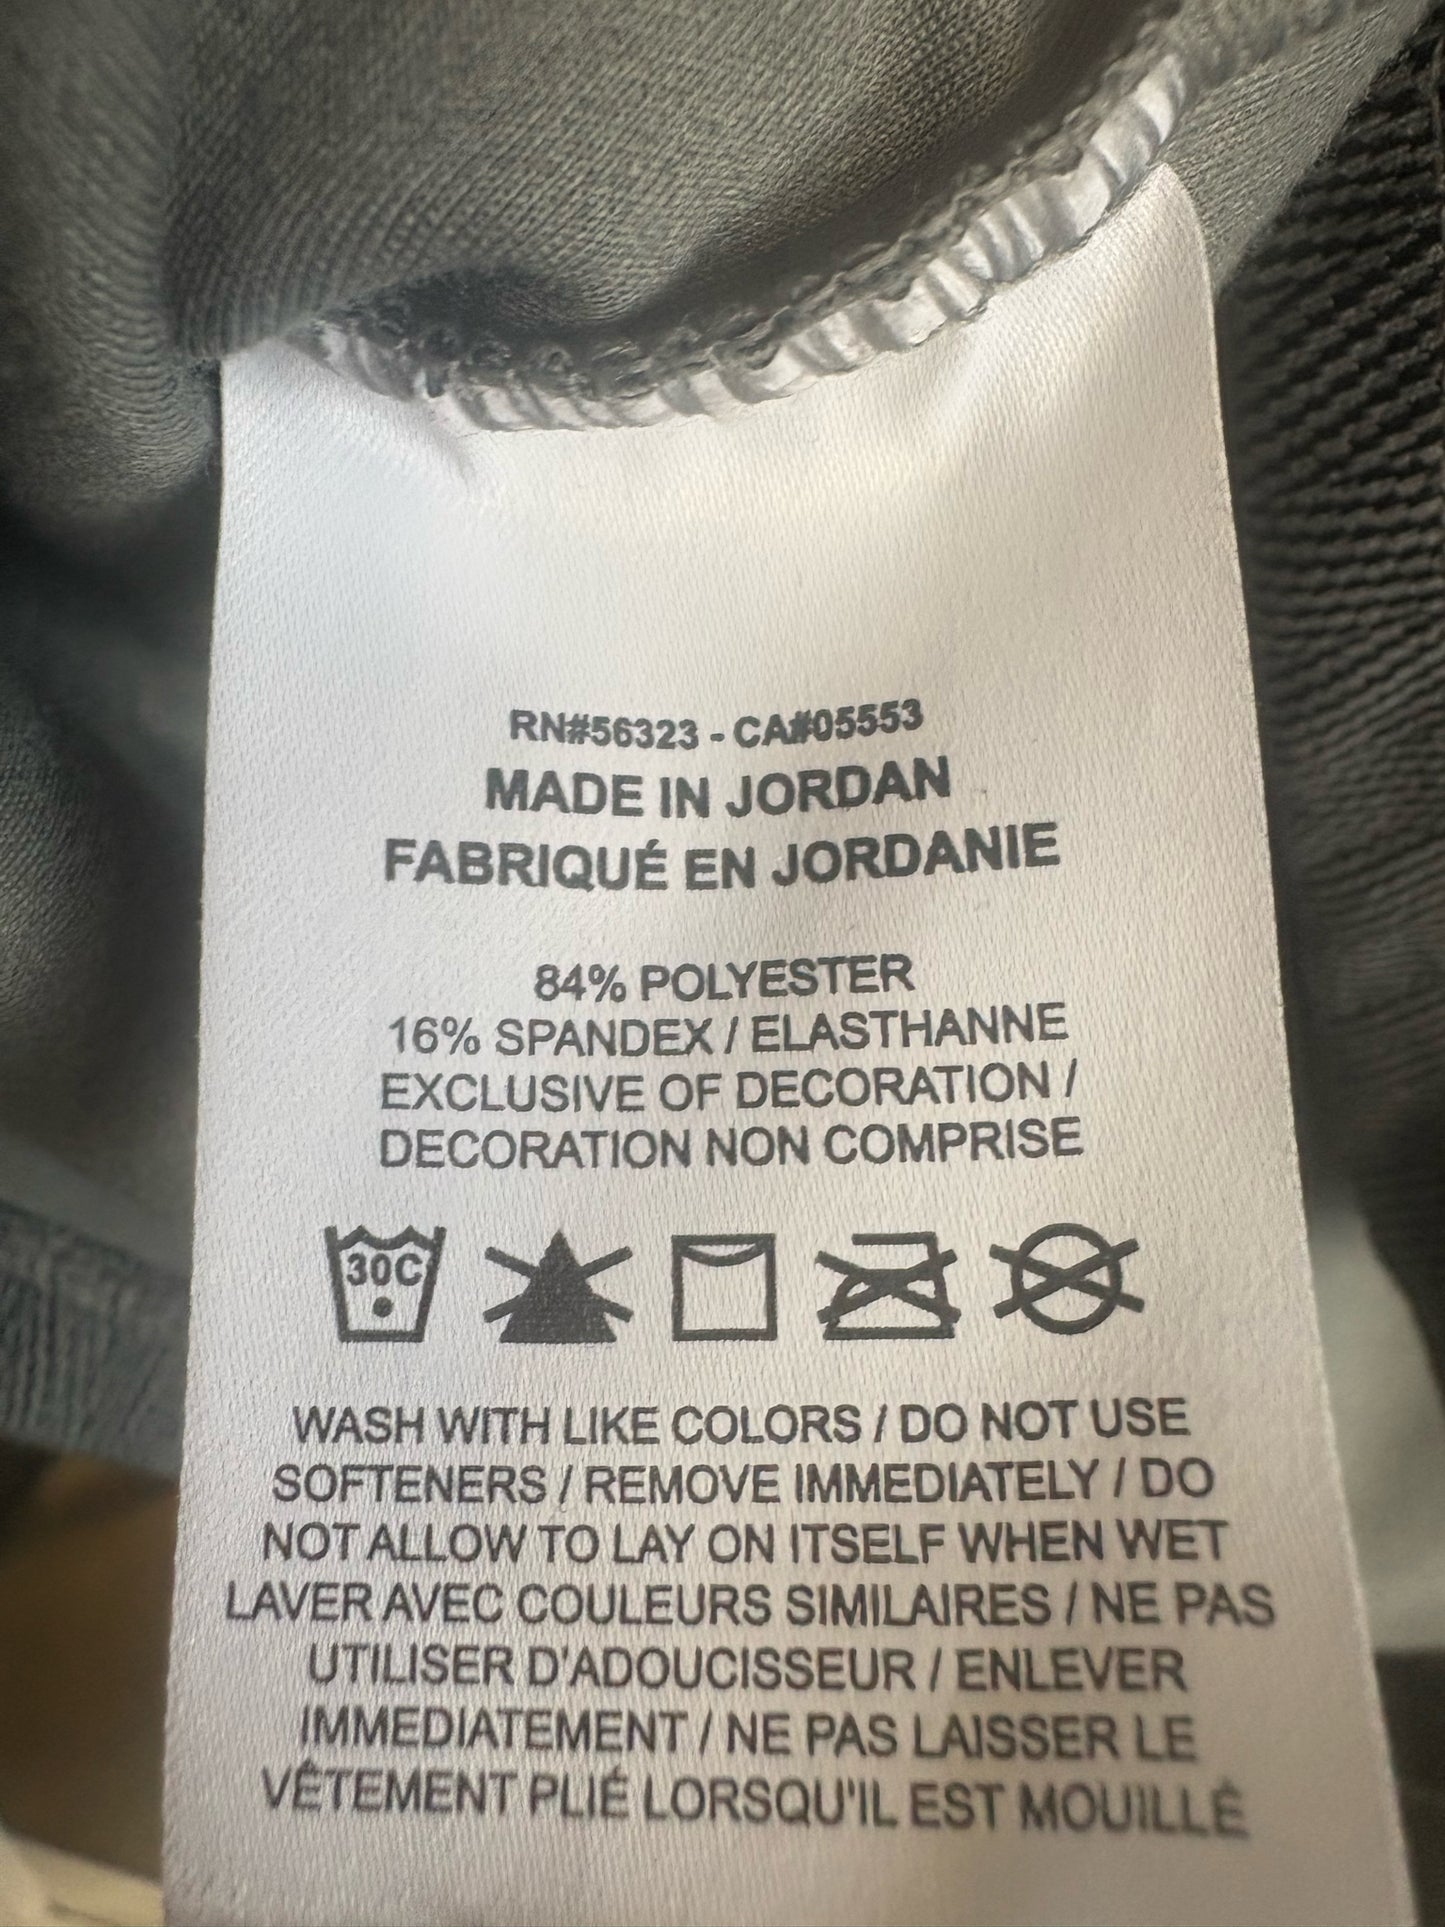 RN#56323 - CA#05553
MADE IN JORDAN
FABRIQUÉ EN JORDANIE
84% POLYESTER
16% SPANDEX / ELASTHANNE
EXCLUSIVE OF DECORATION /
DECORATION NON COMPRISE
30C
WASH WITH LIKE COLORS / DO NOT USE
SOFTENERS / REMOVE IMMEDIATELY / DO
NOT ALLOW TO LAY ON ITSELF WHEN WET
LAVER AVEC COULEURS SIMILAIRES / NE PAS
UTILISER D'ADOUCISSEUR / ENLEVER
IMMEDIATEMENT / NE PAS LAISSER LE
VÊTEMENT PLIÉ LORSQU'IL EST MOUILLÉ